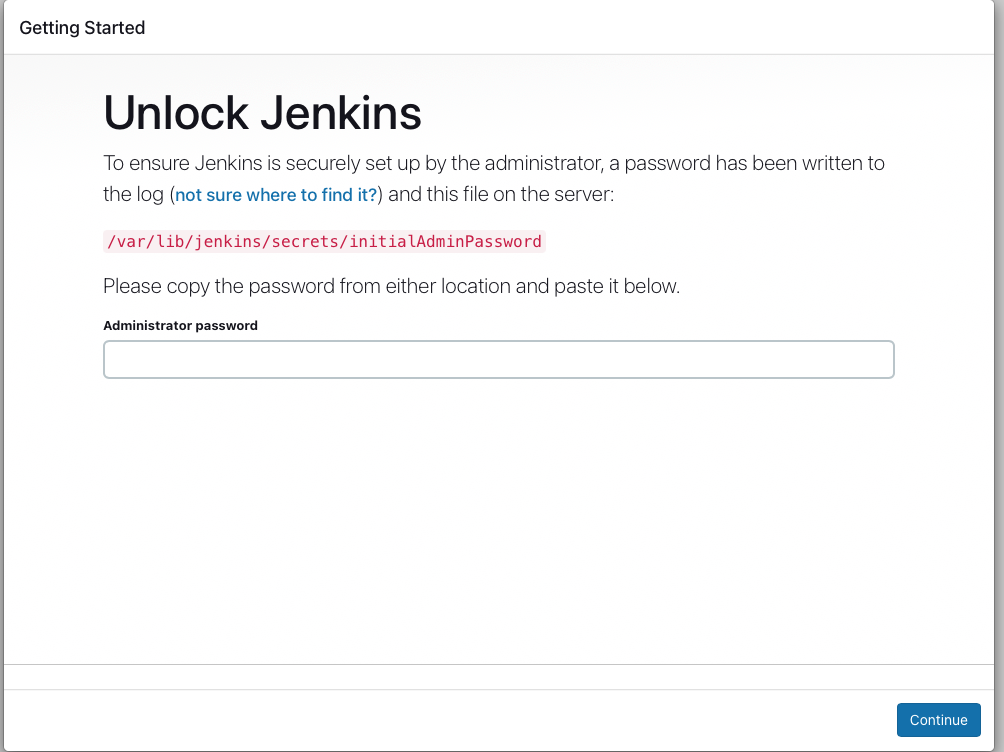 Getting Started
Unlock Jenkins
To ensure Jenkins is securely set up by the administrator, a password has been written to
the log (not sure where to find it?) and this file on the server:
/var/lib/jenkins/secrets/initialAdminPassword
Please copy the password from either location and paste it below.
Administrator password
Continue